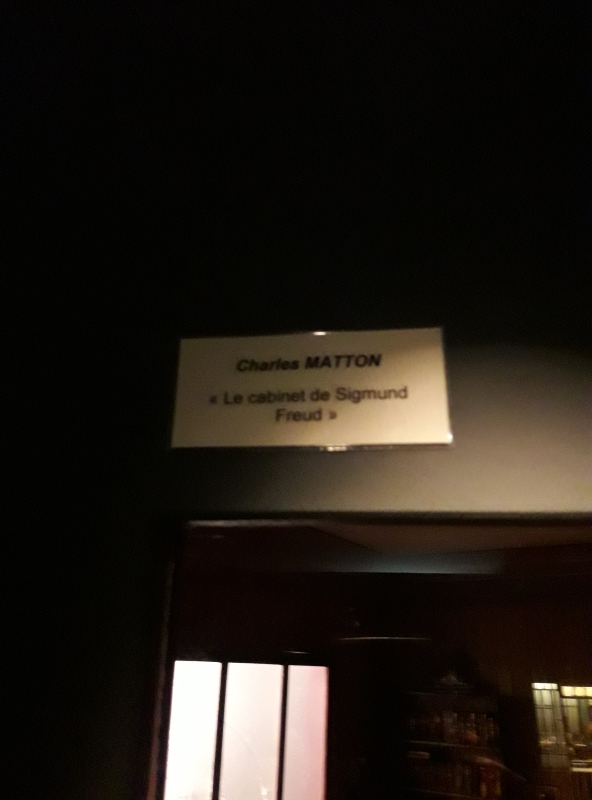 Charles MATTON
« Le cabinet de Sigmund
Freud »